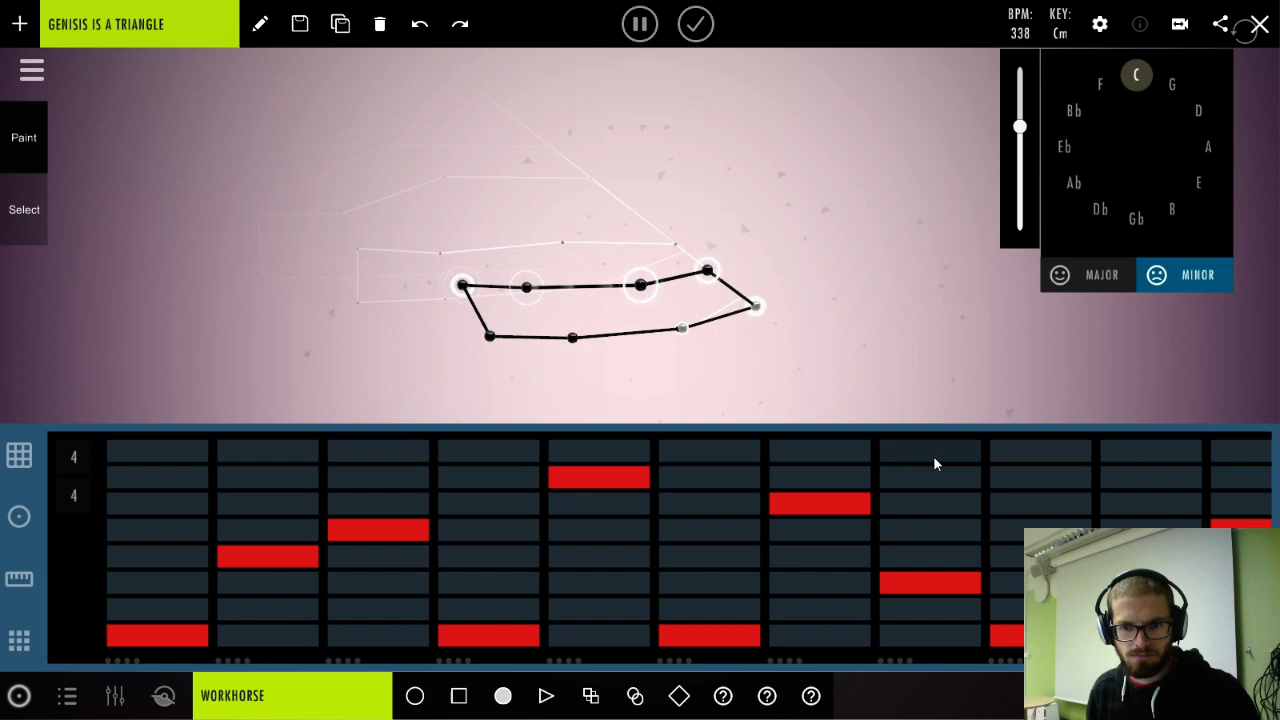 GENISIS IS A TRIANGLE
BPM: 338
KEY: Cm
Paint
Select
C
F
G
Bb
D
Eb
A
Ab
E
Db
B
Gb
MAJOR
MINOR
4
4
WORKHORSE